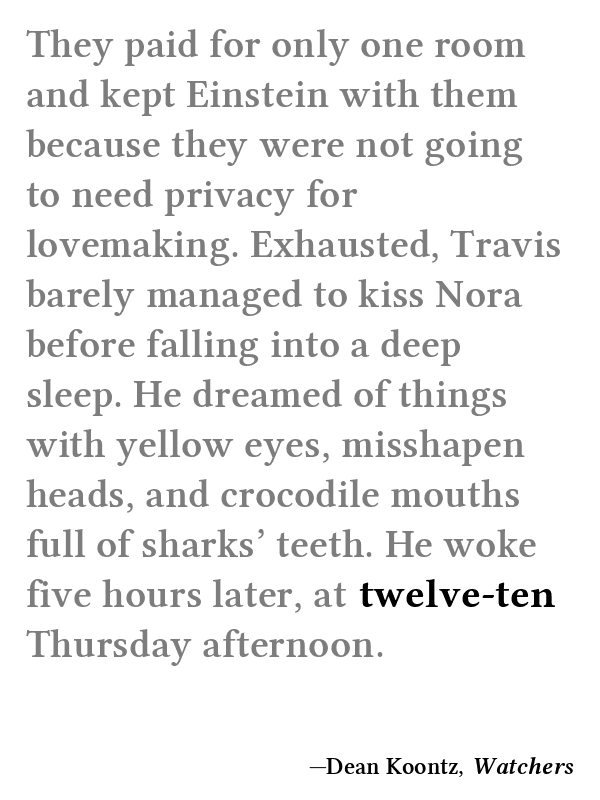 They paid for only one room
and kept Einstein with them
because they were not going
to need privacy for
lovemaking. Exhausted, Travis
barely managed to kiss Nora
before falling into a deep
sleep. He dreamed of things
with yellow eyes, misshapen
heads, and crocodile mouths
full of sharks’ teeth. He woke
five hours later, at twelve-ten
Thursday afternoon.
—Dean Koontz, Watchers